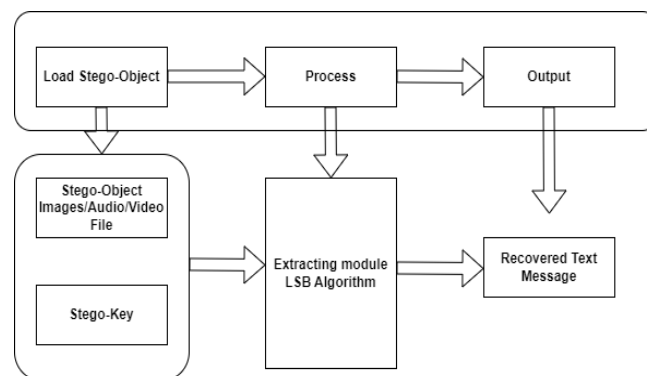 Load Stego-Object
Process
Output
Stego-Object
Images/Audio/Video
File
Stego-Key
Extracting module
LSB Algorithm
Recovered Text
Message